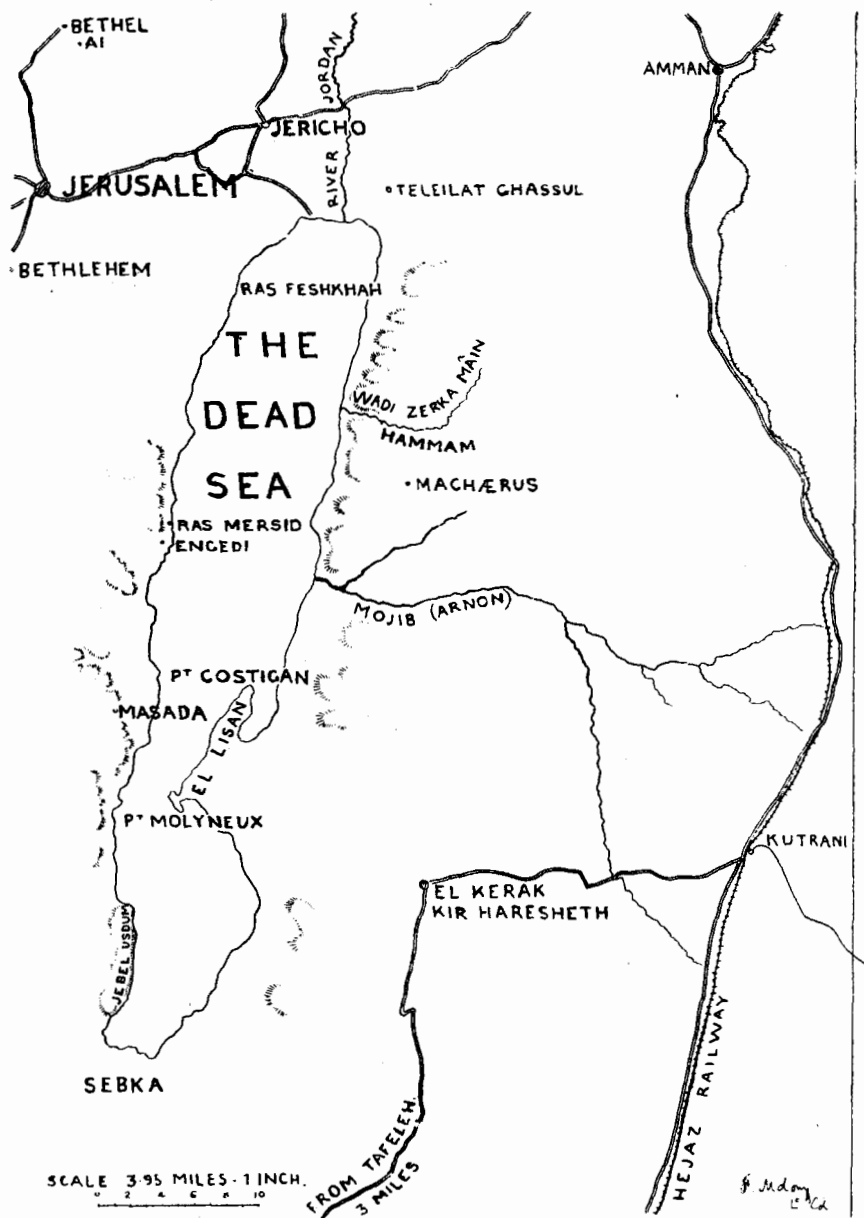 BETHEL
AI
AMMAN
RIVER JORDAN
JERICHO
JERUSALEM
TELEILAT GHASSUL
BETHLEHEM
RAS FESHKHAH
THE
DEAD
SEA
WADI ZERKA MÂIN
HAMMAM
MACHÆRUS
RAS MERSID
ENGEDI
MOJIB (ARNON)
PT COSTIGAN
MASADA
EL LISAN
PT MOLYNEUX
KUTRANI
EL KERAK
KIR HARESHETH
JEBEL USDUM
SEBKA
HEJAZ RAILWAY
FROM TAFELEH.
3 MILES
SCALE 3·95 MILES - 1 INCH.
0 2 4 6 8 10